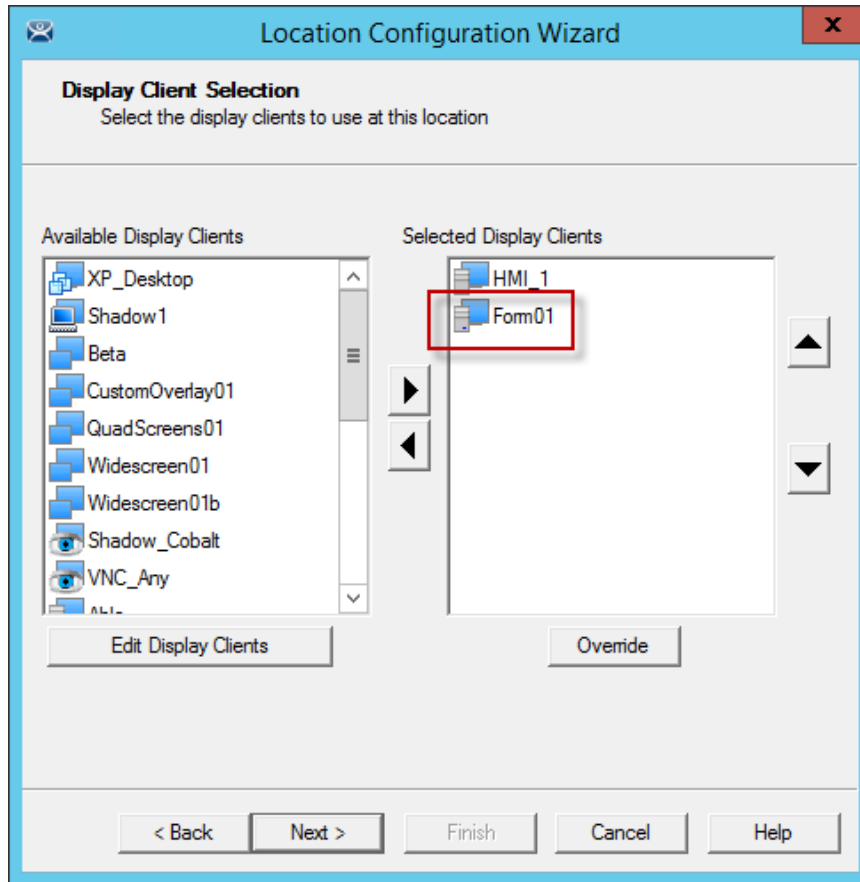 Location Configuration Wizard
x
Display Client Selection
Select the display clients to use at this location
Available Display Clients
Selected Display Clients
XP_Desktop
Shadow1
Beta
CustomOverlay01
QuadScreens01
Widescreen01
Widescreen01b
Shadow_Cobalt
VNC_Any
HMI_1
Form01
Edit Display Clients
Override
< Back
Next >
Finish
Cancel
Help